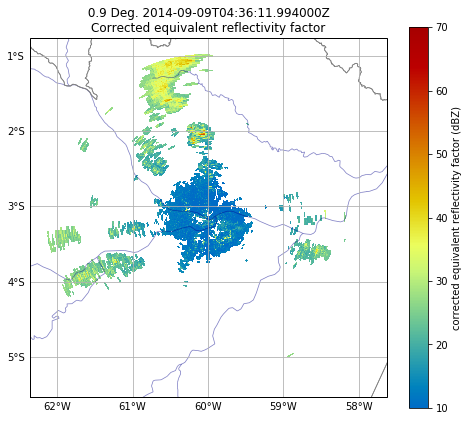 0.9 Deg. 2014-09-09T04:36:11.994000Z
Corrected equivalent reflectivity factor
1°S
2°S
3°S
4°S
5°S
62°W
61°W
60°W
59°W
58°W
70
60
50
40
30
20
10
corrected equivalent reflectivity factor (dBZ)